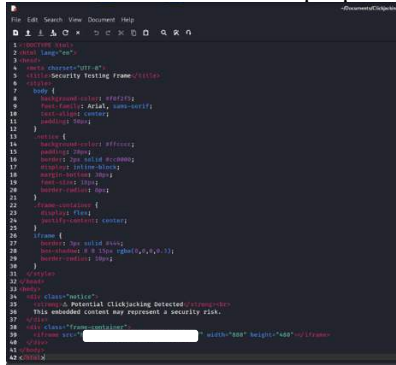 ~/Documents/Clickjackin
File Edit Search View Document Help
1 <!DOCTYPE html>
2 <html lang="en">
3 <head>
4 <meta charset="UTF-8">
5 <title>Security Testing Frame</title>
6 <style>
7 body {
8 background-color: #f0f2f5;
9 font-family: Arial, sans-serif;
10 text-align: center;
11 padding: 50px;
12 }
13 .notice {
14 background-color: #ffcccc;
15 padding: 20px;
16 border: 2px solid #cc0000;
17 display: inline-block;
18 margin-bottom: 30px;
19 font-size: 18px;
20 border-radius: 8px;
21 }
22 .frame-container {
23 display: flex;
24 justify-content: center;
25 }
26 iframe {
27 border: 3px solid #444;
28 box-shadow: 0 0 15px rgba(0,0,0,0.3);
29 border-radius: 10px;
30 }
31 </style>
32 </head>
33 <body>
34 <div class="notice">
35 <strong>⚠ Potential Clickjacking Detected</strong><br>
36 This embedded content may represent a security risk.
37 </div>
38 <div class="frame-container">
39 <iframe src=" " width="800" height="400"></iframe>
40 </div>
41 </body>
42 </html>